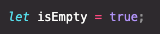 let isEmpty = true;